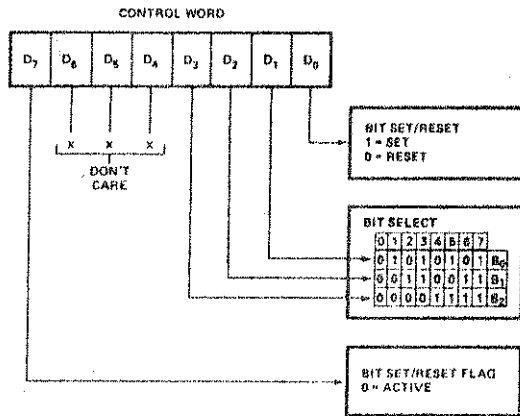 CONTROL WORD
D7 D6 D5 D4 D3 D2 D1 D0
X X X
DON'T
CARE
BIT SET/RESET
1 = SET
0 = RESET
BIT SELECT
0 1 2 3 4 5 6 7
0 1 0 1 0 1 0 1 B0
0 0 1 1 0 0 1 1 B1
0 0 0 0 1 1 1 1 B2
BIT SET/RESET FLAG
0 = ACTIVE